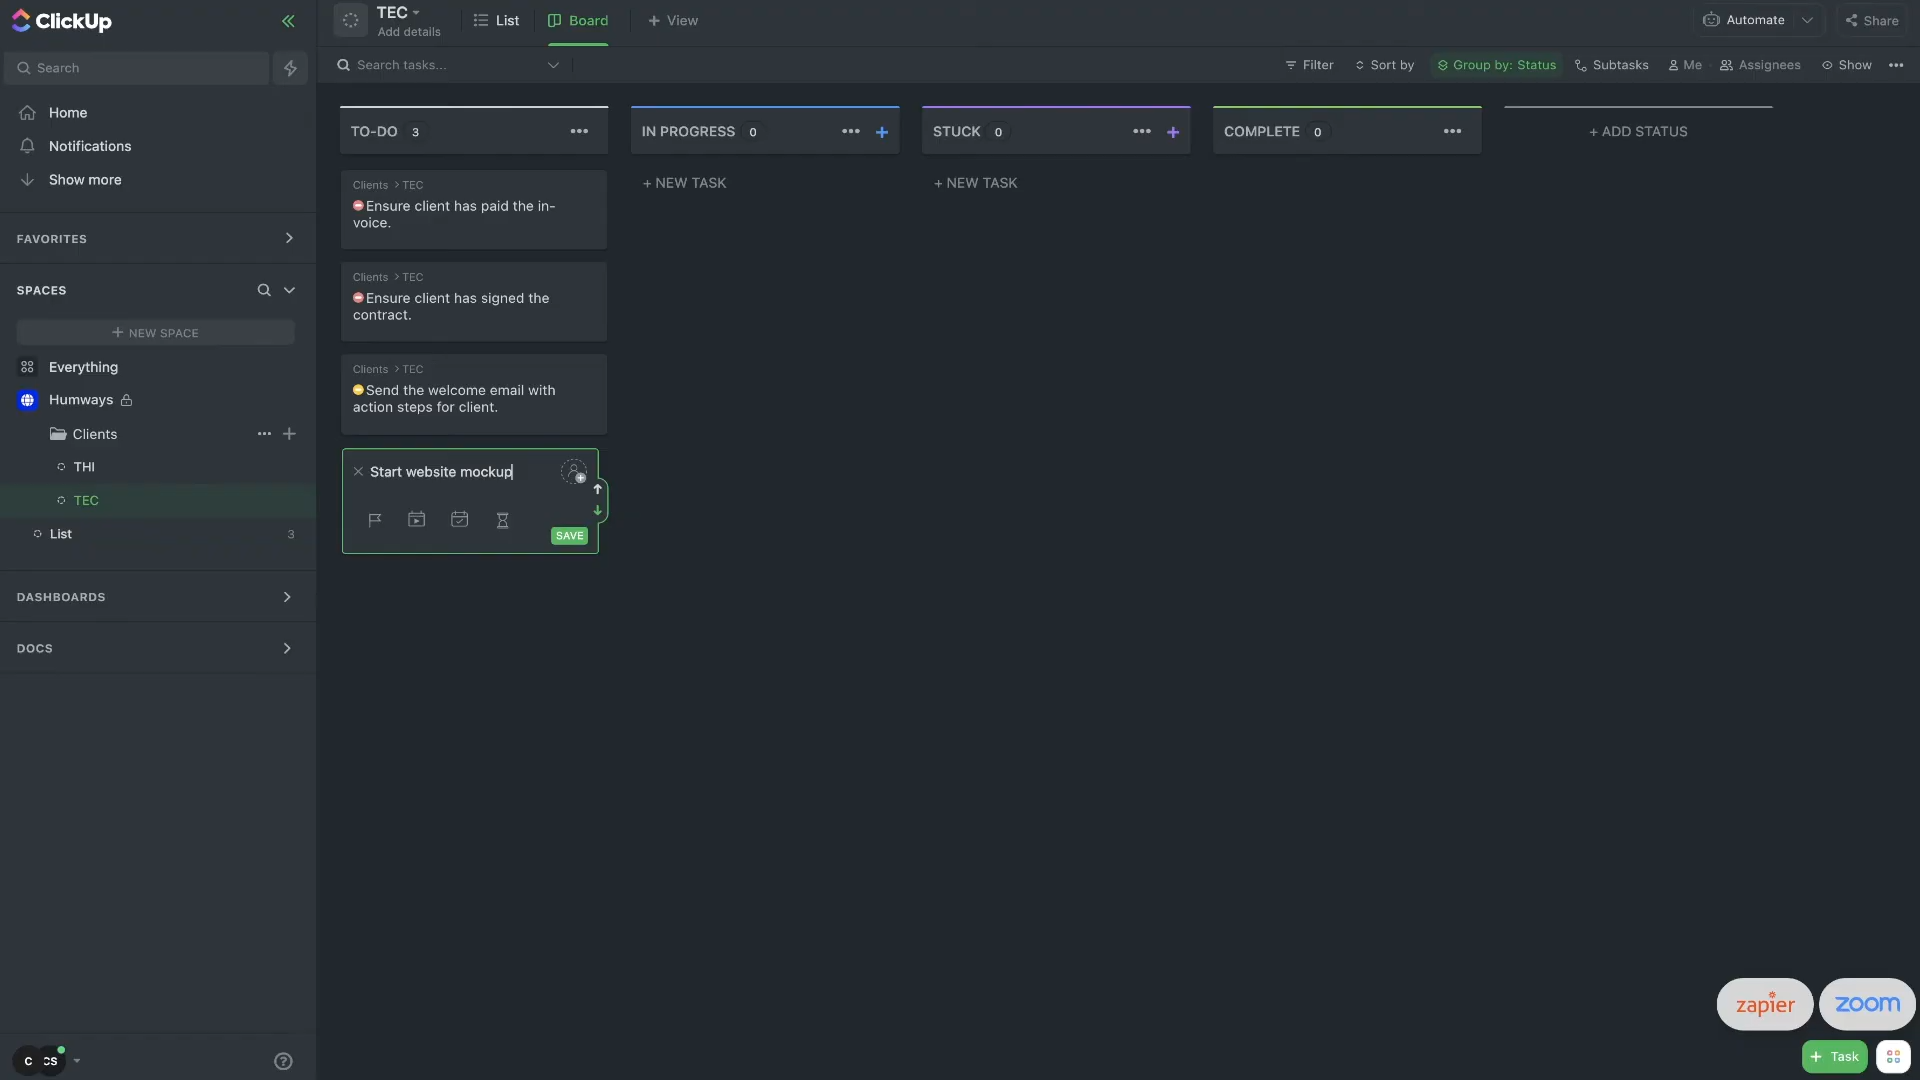 ClickUp
Search
Home
Notifications
Show more
FAVORITES
SPACES
+ NEW SPACE
Everything
Humways
Clients
THI
TEC
List 3
DASHBOARDS
DOCS
C CS
TEC
Add details
List
Board
+ View
Automate
Share
Search tasks...
Filter
Sort by
Group by: Status
Subtasks
Me
Assignees
Show
TO-DO 3
Clients > TEC
Ensure client has paid the in-
voice.
Clients > TEC
Ensure client has signed the
contract.
Clients > TEC
Send the welcome email with
action steps for client.
Start website mockup
SAVE
IN PROGRESS 0
+ NEW TASK
STUCK 0
+ NEW TASK
COMPLETE 0
+ ADD STATUS
zapier
zoom
+ Task